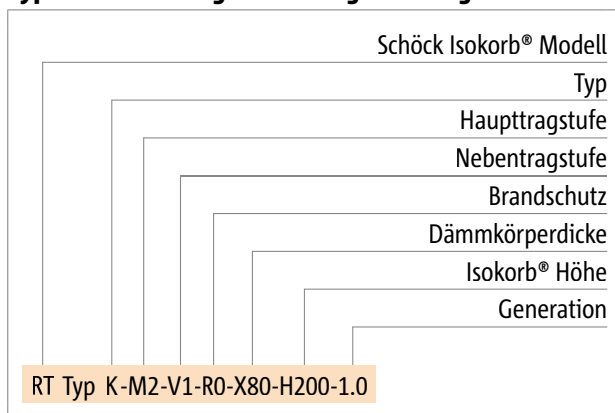 Schöck Isokorb® Modell
Typ
Haupttragstufe
Nebentragstufe
Brandschutz
Dämmkörperdicke
Isokorb® Höhe
Generation
RT Typ K-M2-V1-R0-X80-H200-1.0